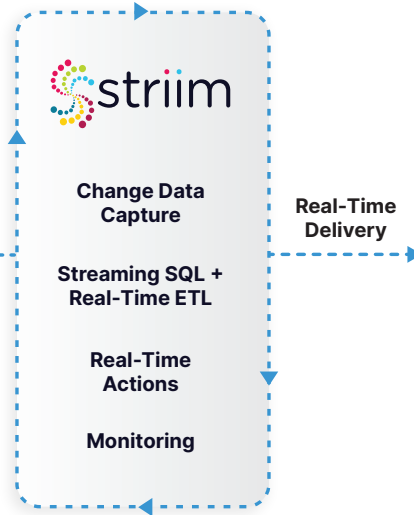 striim
Change Data
Capture
Real-Time
Delivery
Streaming SQL +
Real-Time ETL
Real-Time
Actions
Monitoring